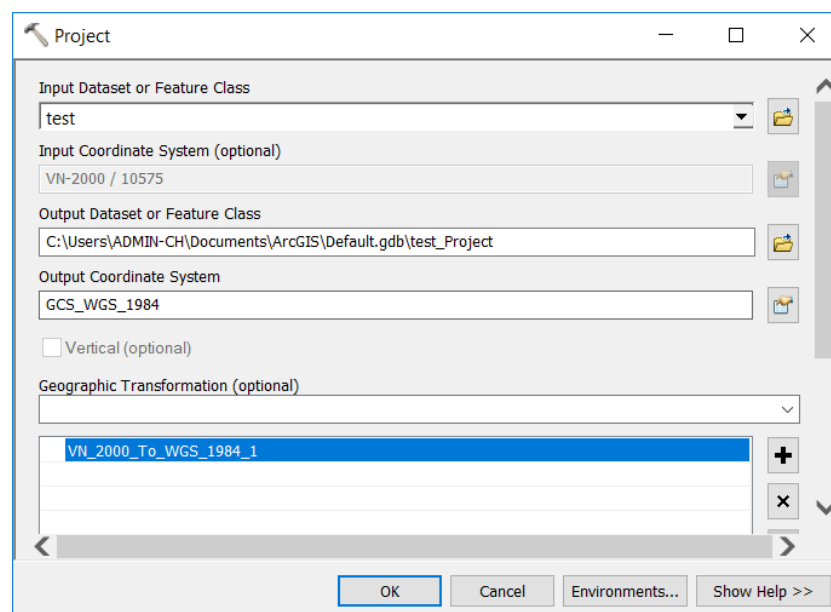 Project
Input Dataset or Feature Class
test
Input Coordinate System (optional)
VN-2000 / 10575
Output Dataset or Feature Class
C:\Users\ADMIN-CH\Documents\ArcGIS\Default.gdb\test_Project
Output Coordinate System
GCS_WGS_1984
Vertical (optional)
Geographic Transformation (optional)
VN_2000_To_WGS_1984_1
OK Cancel Environments... Show Help >>